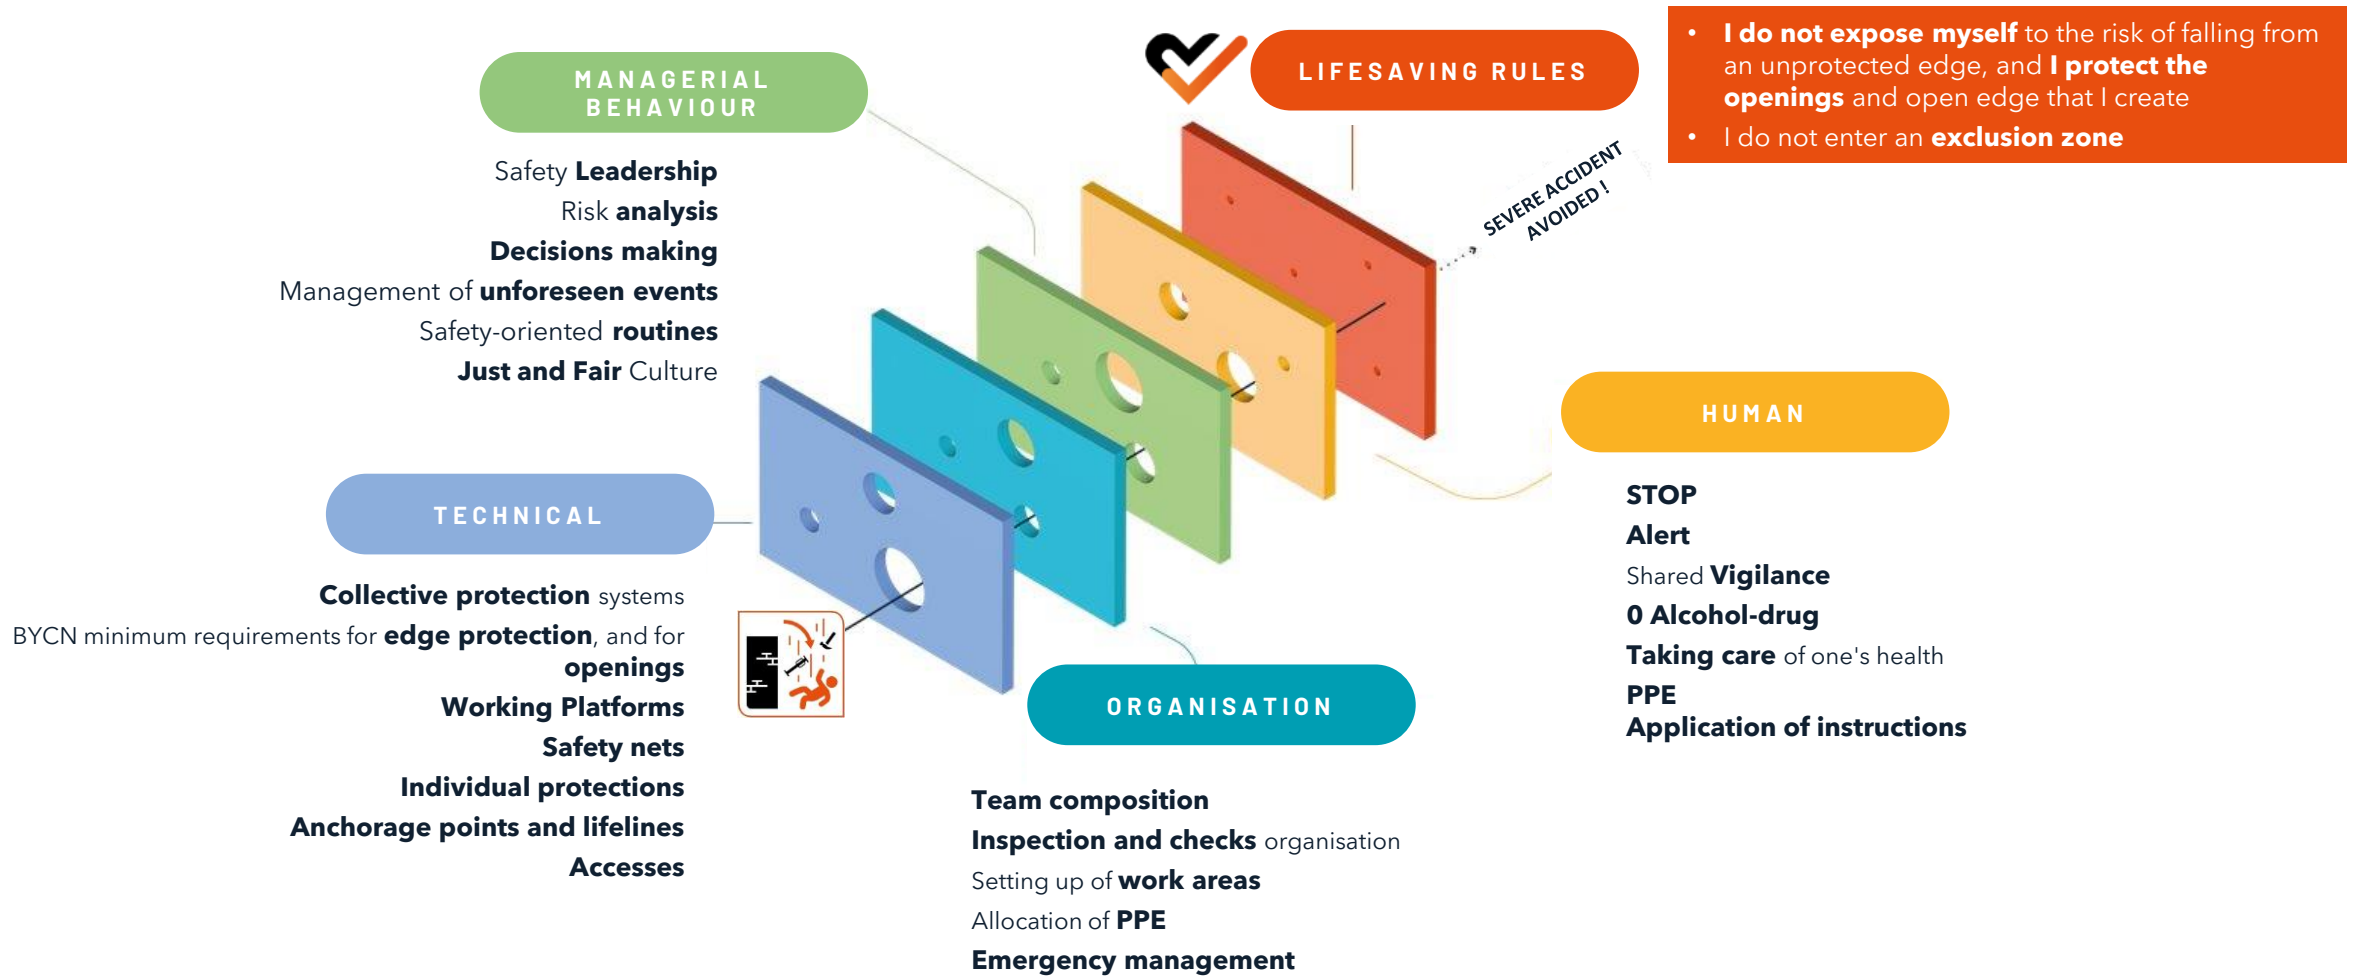 MANAGERIAL
BEHAVIOUR
Safety Leadership
Risk analysis
Decisions making
Management of unforeseen events
Safety-oriented routines
Just and Fair Culture
LIFESAVING RULES
• I do not expose myself to the risk of falling from
an unprotected edge, and I protect the
openings and open edge that I create
• I do not enter an exclusion zone
SEVERE ACCIDENT
AVOIDED !
TECHNICAL
Collective protection systems
BYCN minimum requirements for edge protection, and for
openings
Working Platforms
Safety nets
Individual protections
Anchorage points and lifelines
Accesses
HUMAN
STOP
Alert
Shared Vigilance
0 Alcohol-drug
Taking care of one's health
PPE
Application of instructions
ORGANISATION
Team composition
Inspection and checks organisation
Setting up of work areas
Allocation of PPE
Emergency management